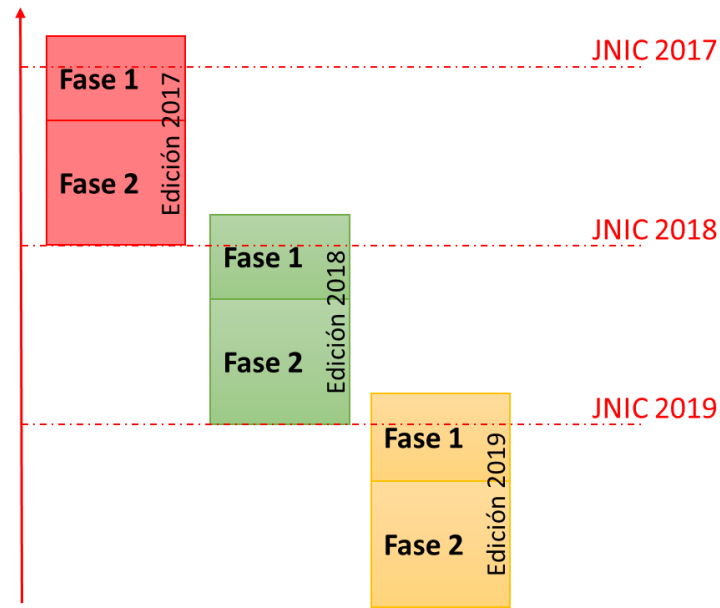 JNIC 2017
Fase 1
Edición 2017
Fase 2
JNIC 2018
Fase 1
Edición 2018
Fase 2
JNIC 2019
Fase 1
Edición 2019
Fase 2